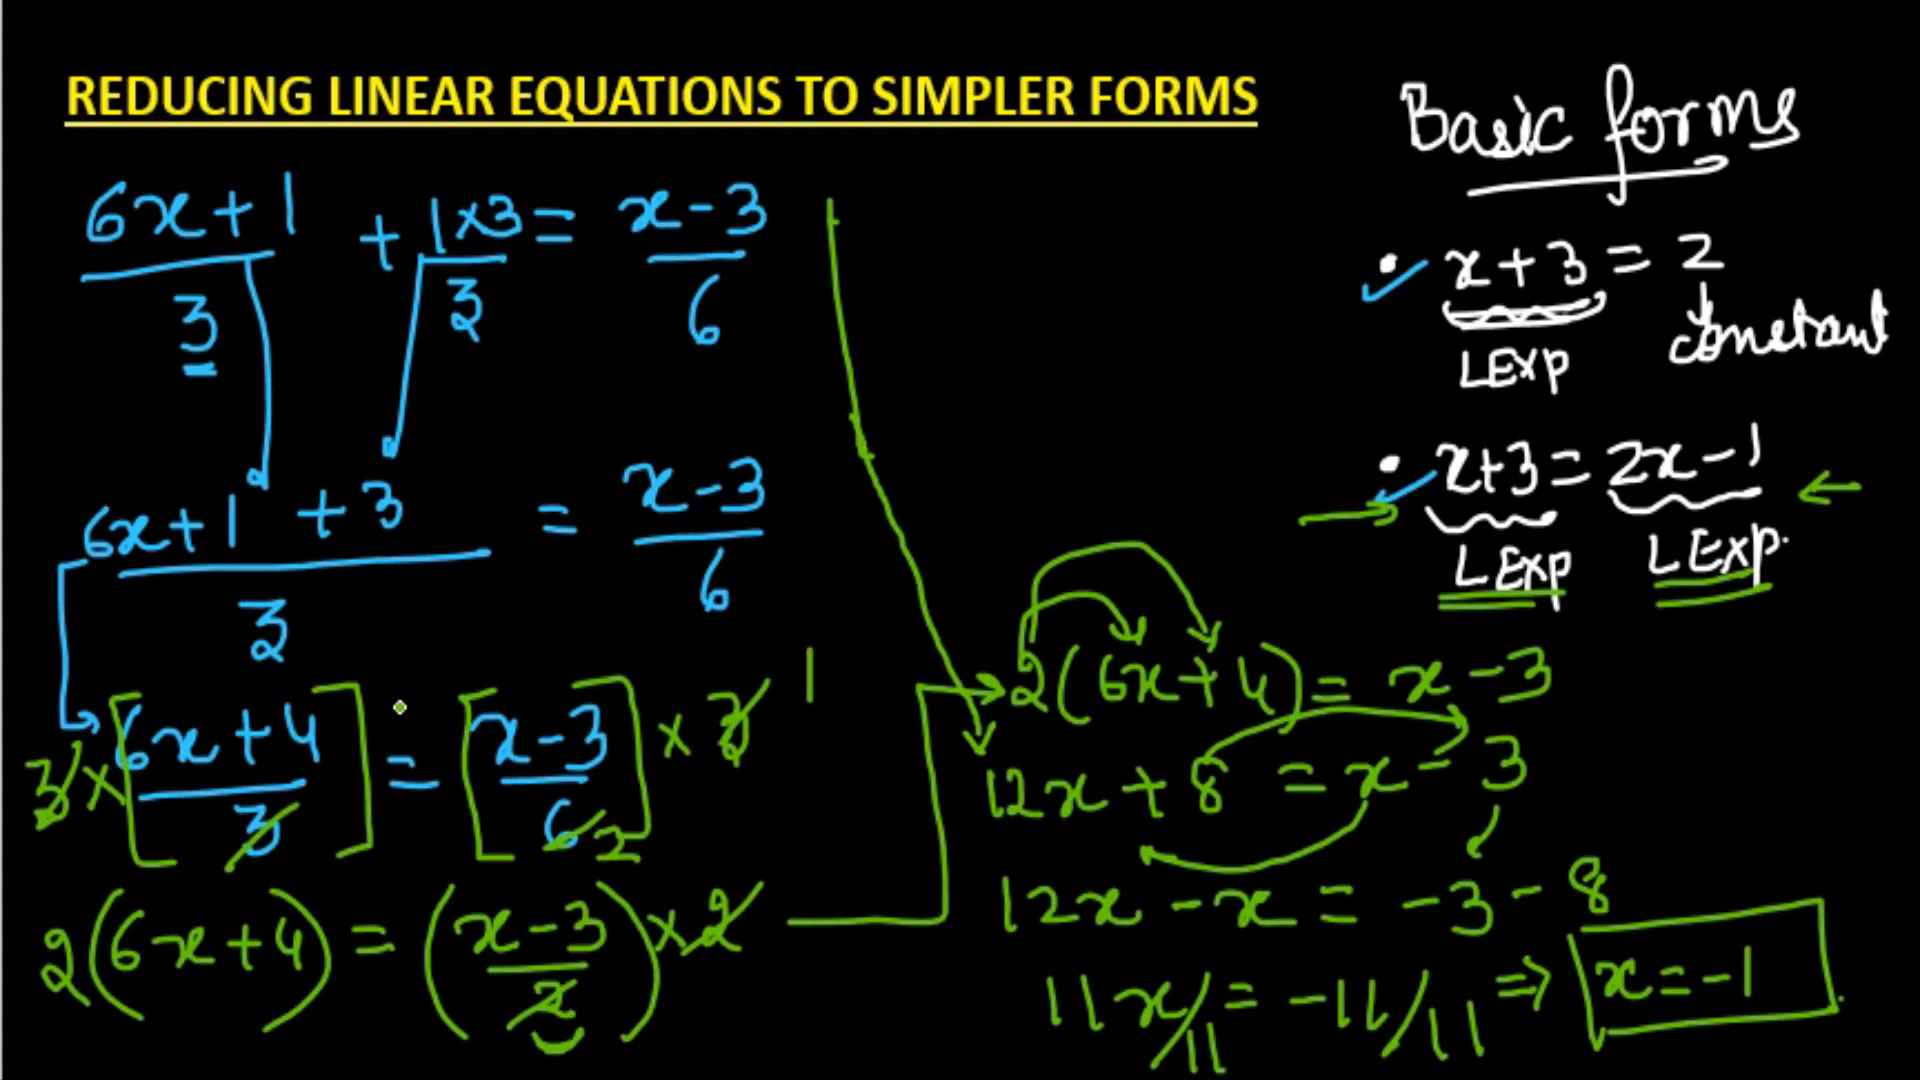 REDUCING LINEAR EQUATIONS TO SIMPLER FORMS
6x+1/3 + 1×3/3 = x-3/6
6x+1+3/3 = x-3/6
3×[6x+4/3] = [x-3/6]×3 1
2
2(6x+4) = (x-3/2)×2
Basic forms
• x+3 = 2
LExp constant
• x+3 = 2x-1
LExp LExp.
2(6x+4) = x-3
12x+8 = x-3
12x-x = -3-8
11x/11 = -11/11 ⇒ x=-1